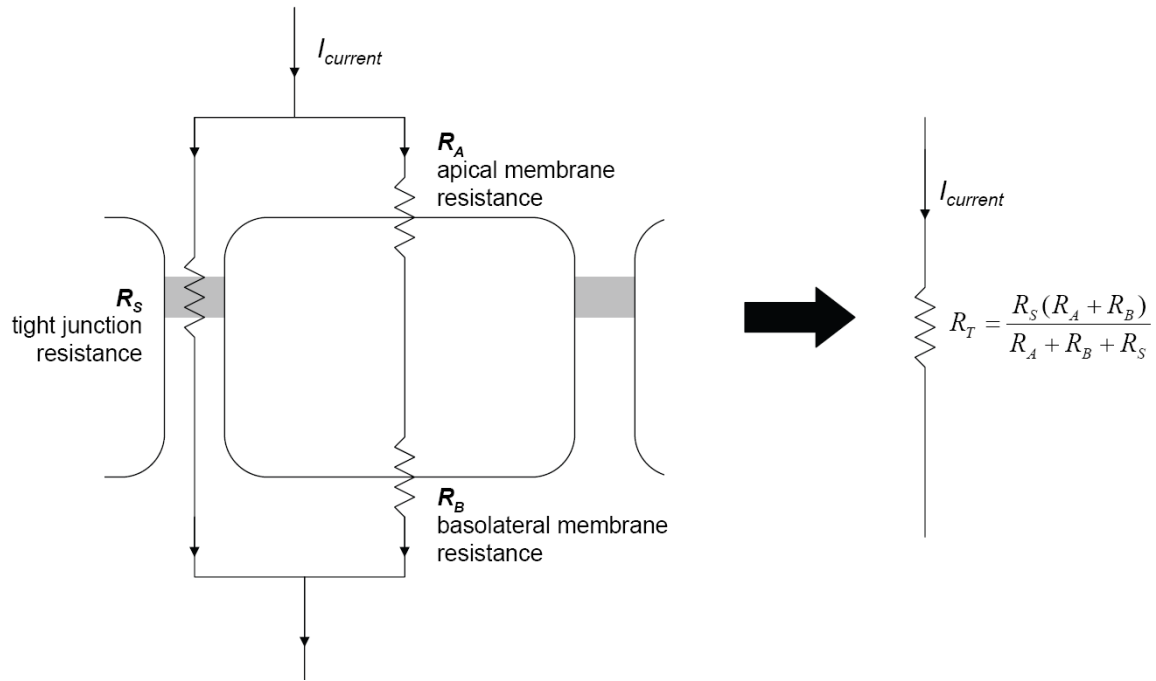 I_current
R_A
apical membrane
resistance
R_S
tight junction
resistance
R_B
basolateral membrane
resistance
I_current
R_T = \frac{R_S (R_A + R_B)}{R_A + R_B + R_S}